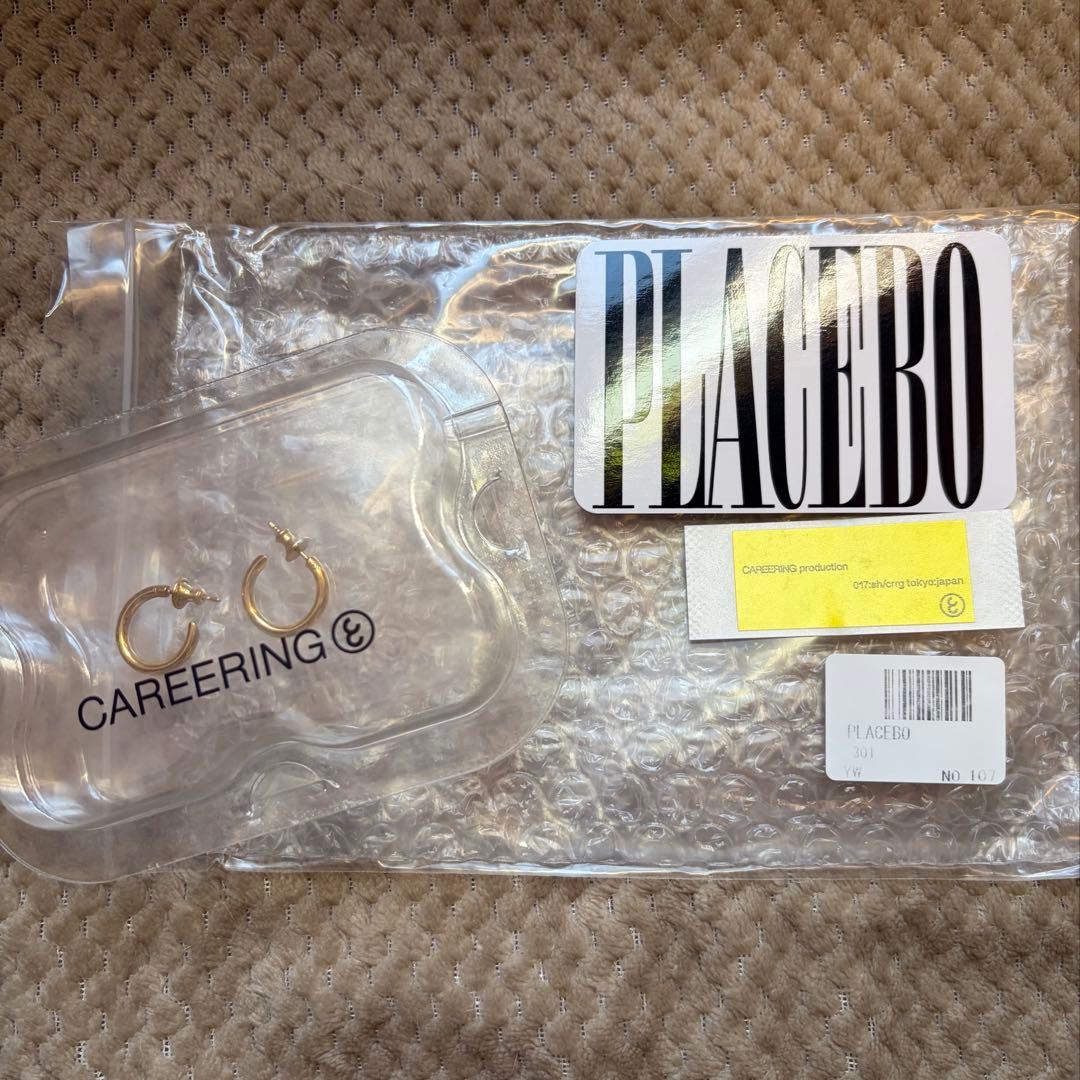 PLACEBO
CAREERING production
017:sh/crrg tokyo:japan
PLACEBO
301
YW
NO 107
CAREERING